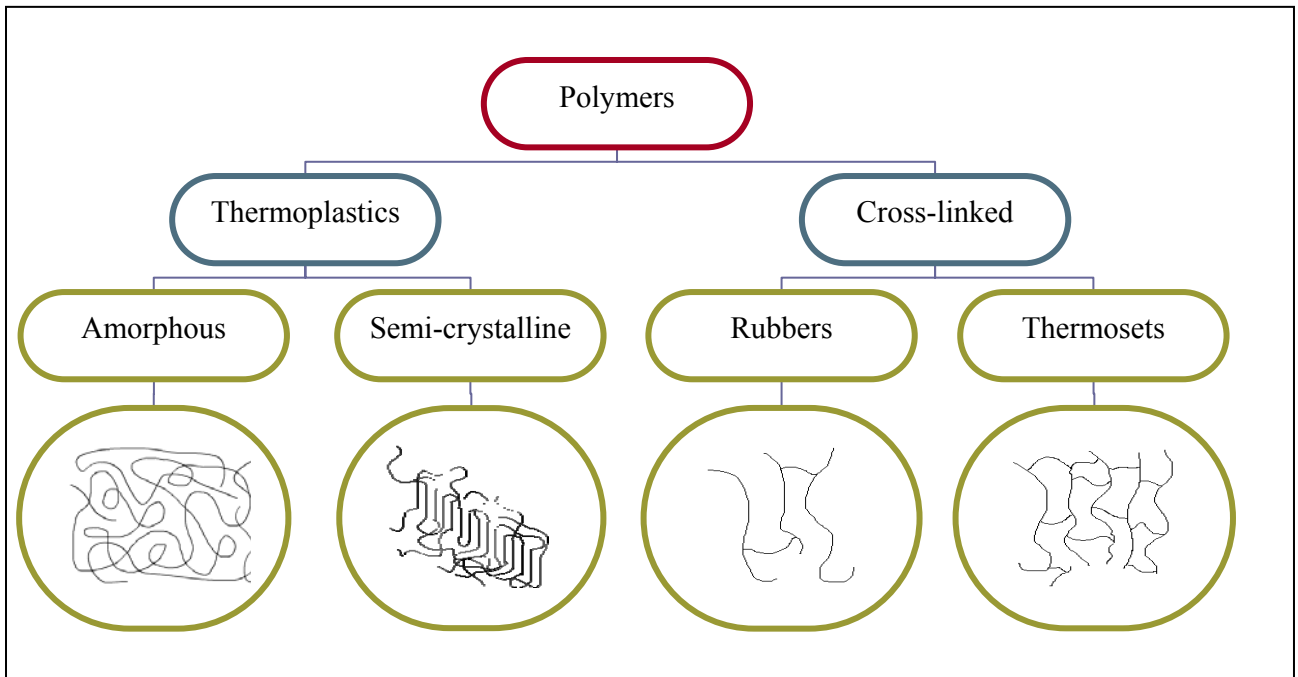 Polymers
Thermoplastics
Cross-linked
Amorphous
Semi-crystalline
Rubbers
Thermosets